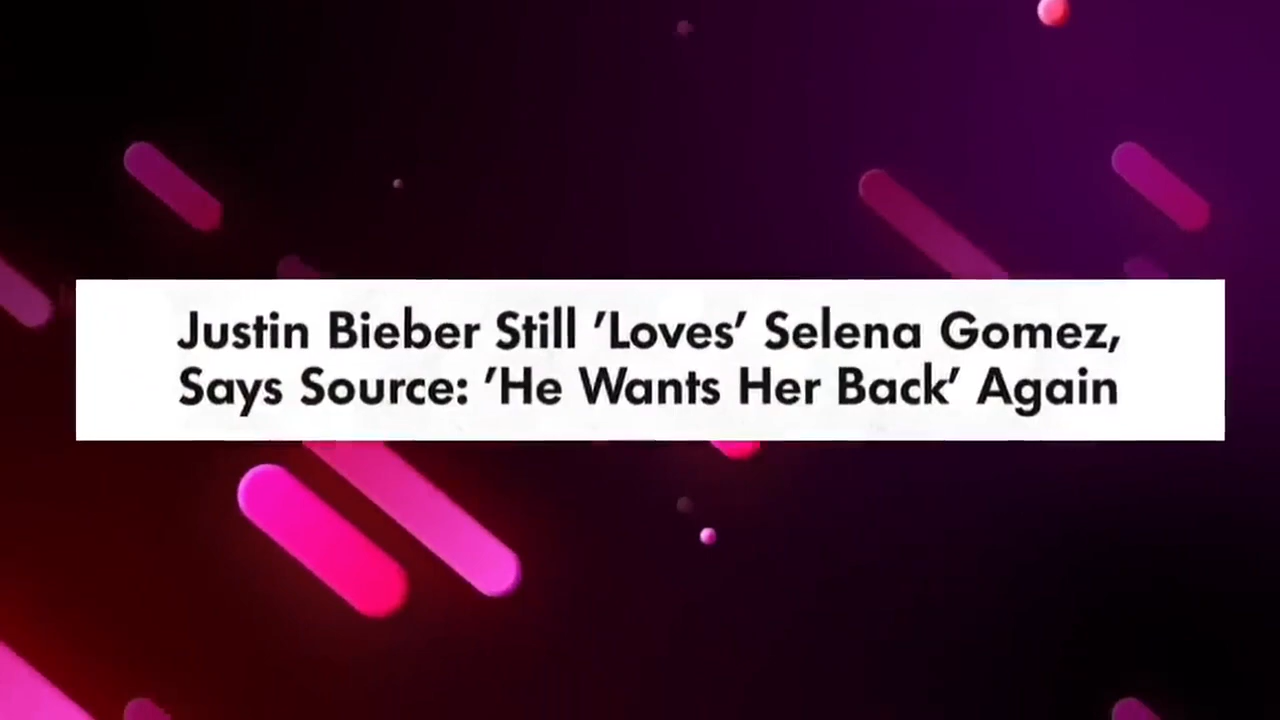 Justin Bieber Still ’Loves’ Selena Gomez,
Says Source: ’He Wants Her Back’ Again